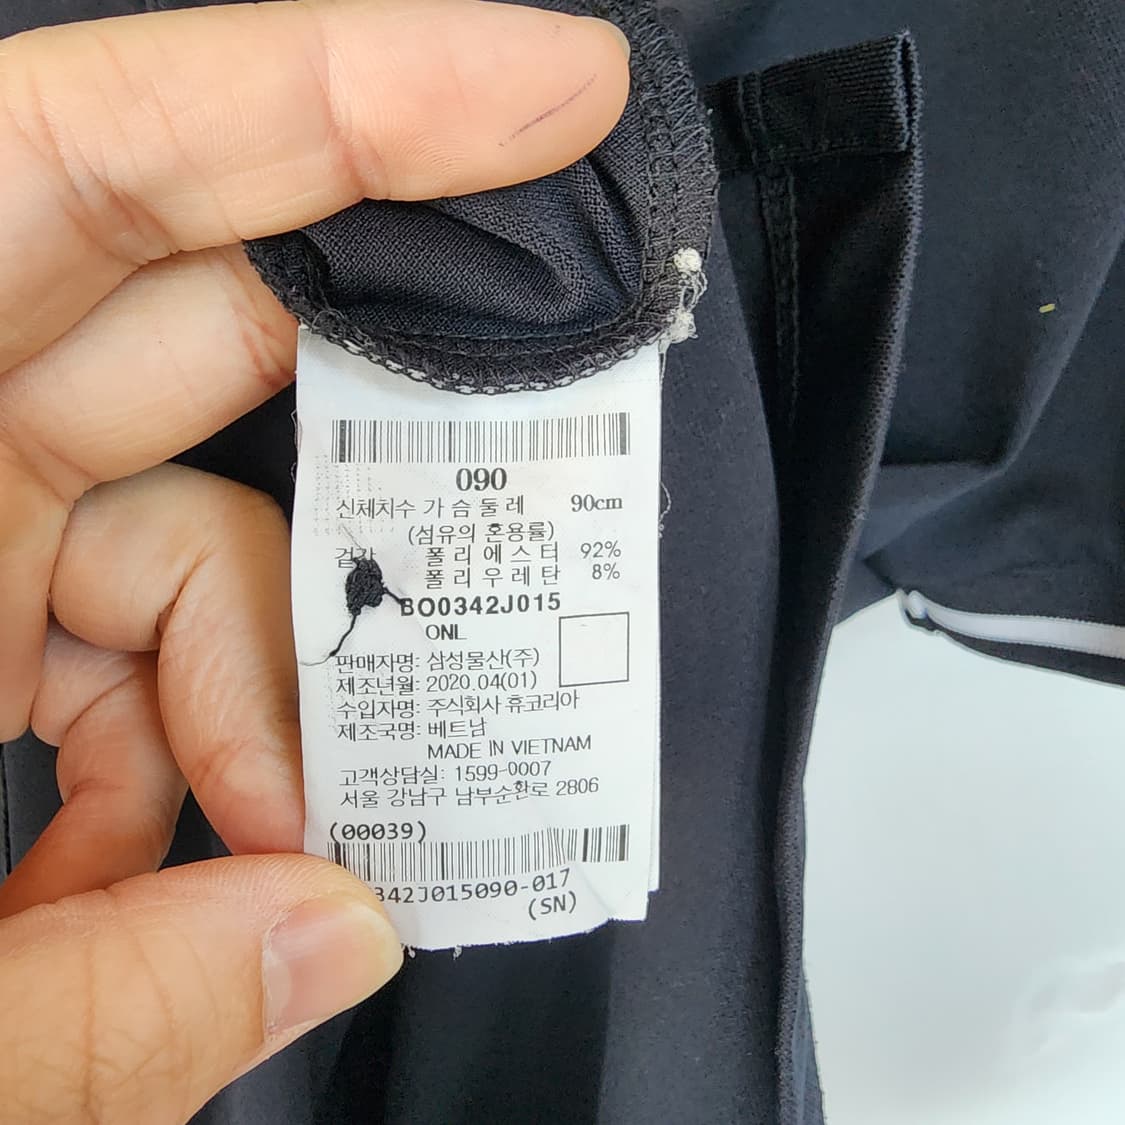 090
신체치수 가 슴 둘 레 90cm
(섬유의 혼용률)
겉감 폴 리 에 스 터 92%
폴 리 우 레 탄 8%
BO0342J015
ONL
판매자명: 삼성물산(주)
제조년월: 2020.04(01)
수입자명: 주식회사 휴코리아
제조국명: 베트남
MADE IN VIETNAM
고객상담실: 1599-0007
서울 강남구 남부순환로 2806
(00039)
342J015090-017
(SN)